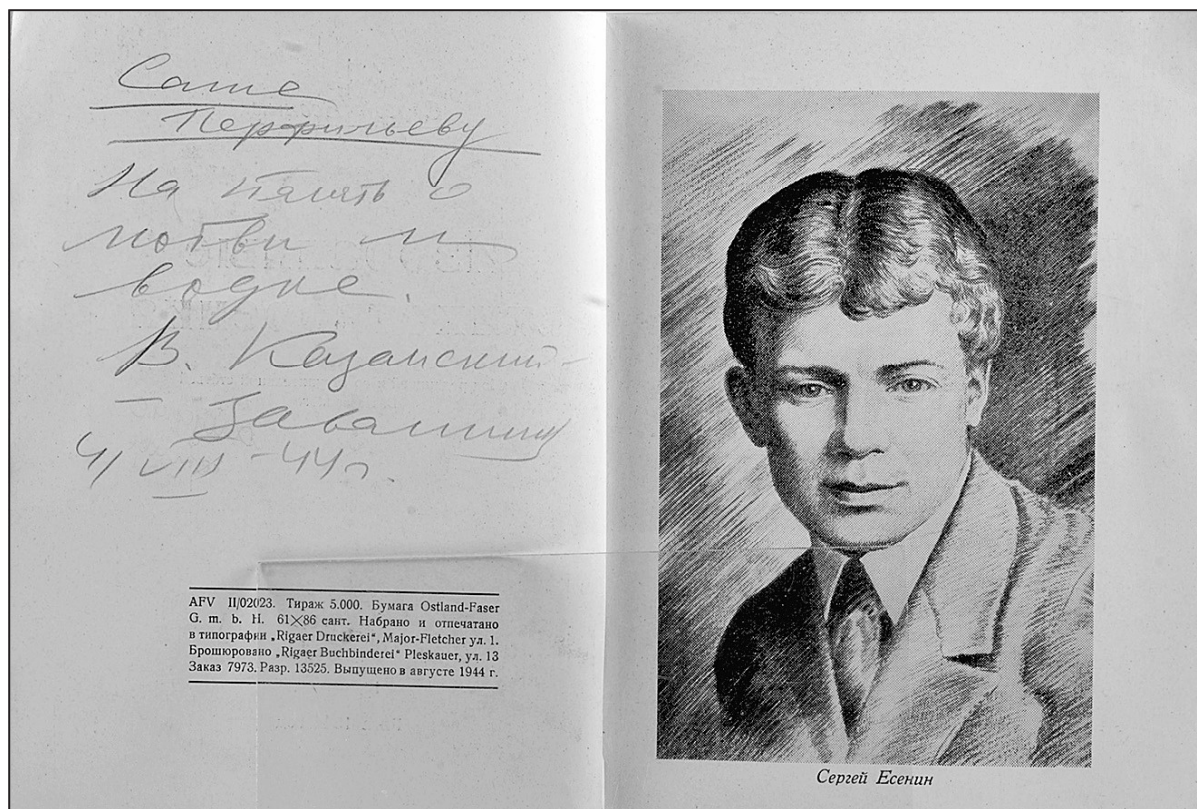 Саше
Перфильеву
На память о
любви и
водке.
В. Казанский-
- Завалишин
4/VIII-44 г.
AFV II/02023. Тираж 5.000. Бумага Ostland-Faser
G. m. b. H. 61×86 сант. Набрано и отпечатано
в типографии „Rigaer Druckerei“, Major-Fletcher ул. 1.
Брошюровано „Rigaer Buchbinderei“ Pleskauer, ул. 13
Заказ 7973. Разр. 13525. Выпущено в августе 1944 г.
Сергей Есенин